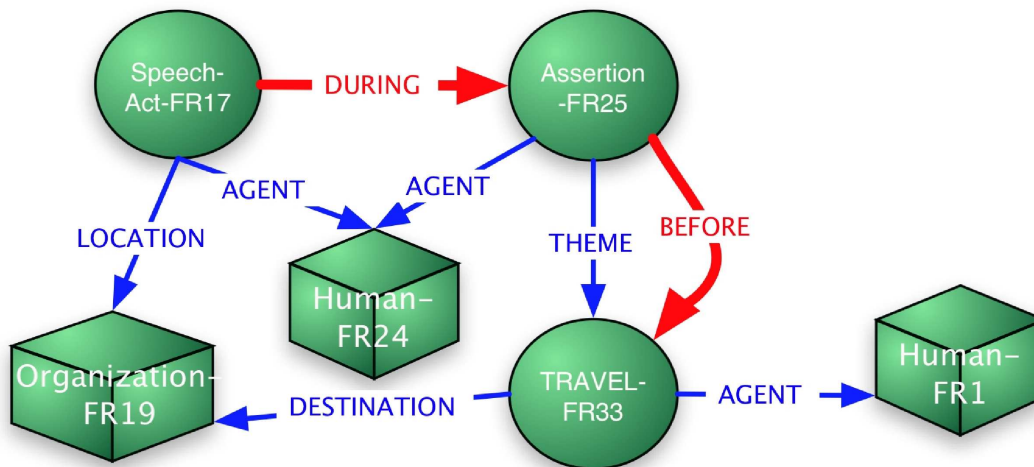 Speech-
Act-FR17
DURING
Assertion
-FR25
AGENT
AGENT
LOCATION
THEME
BEFORE
Human-
FR24
Organization-
FR19
DESTINATION
TRAVEL-
FR33
AGENT
Human-
FR1